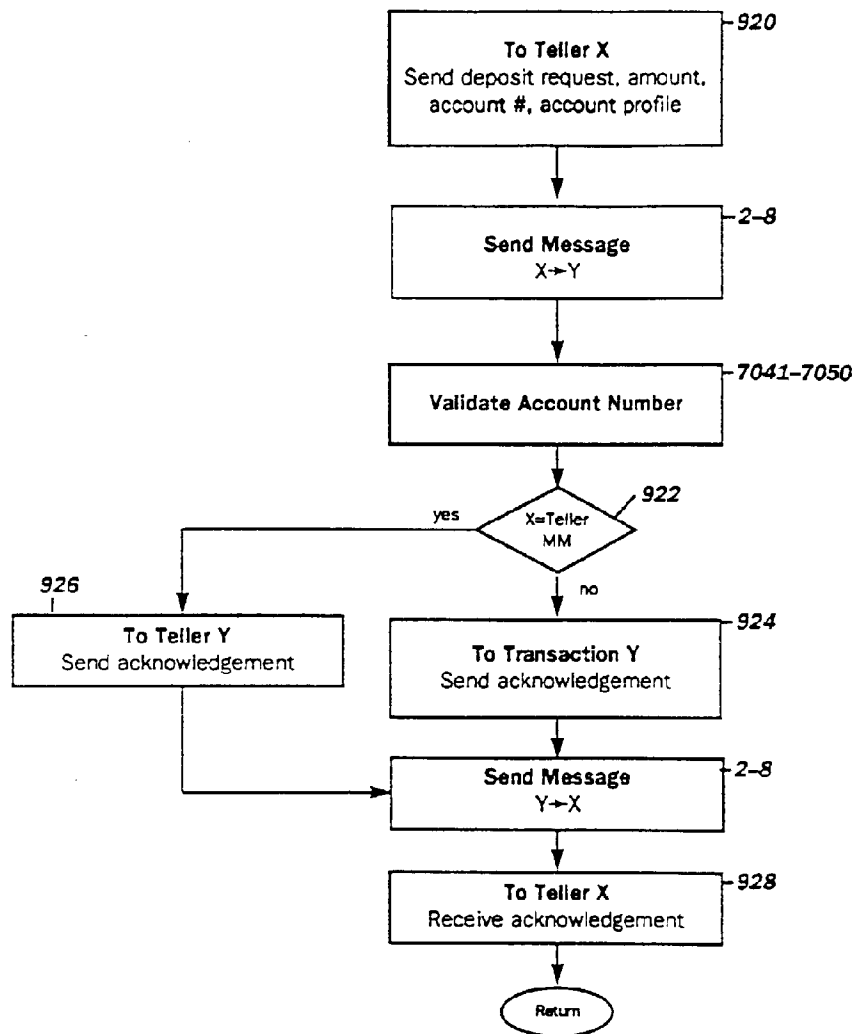 920
To Teller X
Send deposit request, amount,
account #, account profile
2-8
Send Message
X→Y
7041-7050
Validate Account Number
922
X=Teller
MM
yes
no
926
To Teller Y
Send acknowledgement
924
To Transaction Y
Send acknowledgement
2-8
Send Message
Y→X
928
To Teller X
Receive acknowledgement
Return